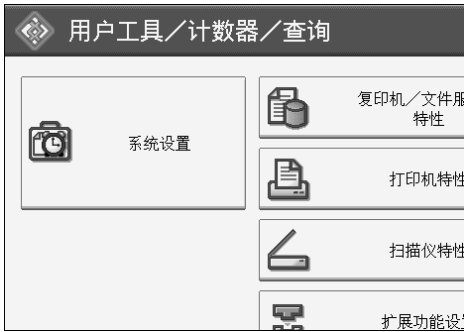 用户工具／计数器／查询
系统设置
复印机／文件服
特性
打印机特性
扫描仪特性
扩展功能设